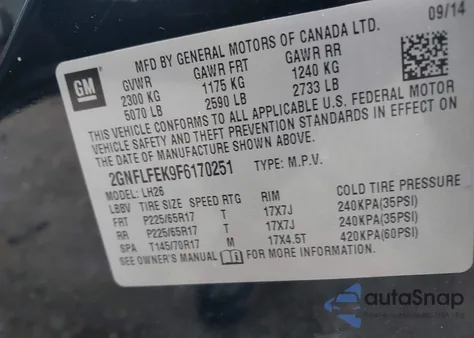 09/14
GM
MFD BY GENERAL MOTORS OF CANADA LTD.
GVWR GAWR FRT GAWR RR
2300 KG 1175 KG 1240 KG
5070 LB 2590 LB 2733 LB
THIS VEHICLE CONFORMS TO ALL APPLICABLE U.S. FEDERAL MOTOR
VEHICLE SAFETY AND THEFT PREVENTION STANDARDS IN EFFECT ON
THE DATE OF MANUFACTURE SHOWN ABOVE.
2GNFLFEK9F6170251 TYPE: M.P.V.
MODEL: LH26
LBBV TIRE SIZE SPEED RTG RIM COLD TIRE PRESSURE
FRT P225/65R17 T 17X7J 240KPA(35PSI)
RR P225/65R17 T 17X7J 240KPA(35PSI)
SPA T145/70R17 M 17X4.5T 420KPA(60PSI)
SEE OWNER'S MANUAL FOR MORE INFORMATION
autoSnap